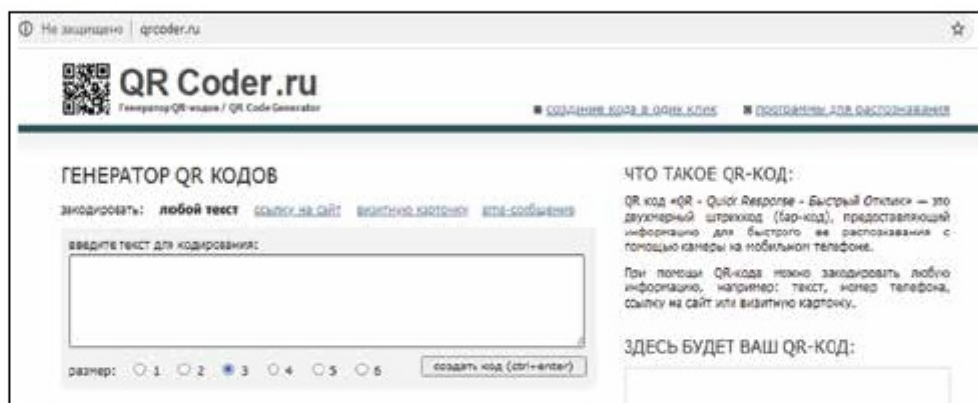 Не защищено qrcoder.ru
QR Coder.ru
Генератор QR-кодов / QR Code Generator
создание кода в один клик программы для распознавания
ГЕНЕРАТОР QR КОДОВ
закодировать: любой текст ссылку на сайт визитную карточку sms-сообщение
введите текст для кодирования:
размер: 1 2 3 4 5 6 создать код (ctrl+enter)
ЧТО ТАКОЕ QR-КОД:
QR код «QR - Quick Response - Быстрый Отклик» — это
двухмерный штрихкод (бар-код), предоставляющий
информацию для быстрого ее распознавания с
помощью камеры на мобильном телефоне.
При помощи QR-кода можно закодировать любую
информацию, например: текст, номер телефона,
ссылку на сайт или визитную карточку.
ЗДЕСЬ БУДЕТ ВАШ QR-КОД: